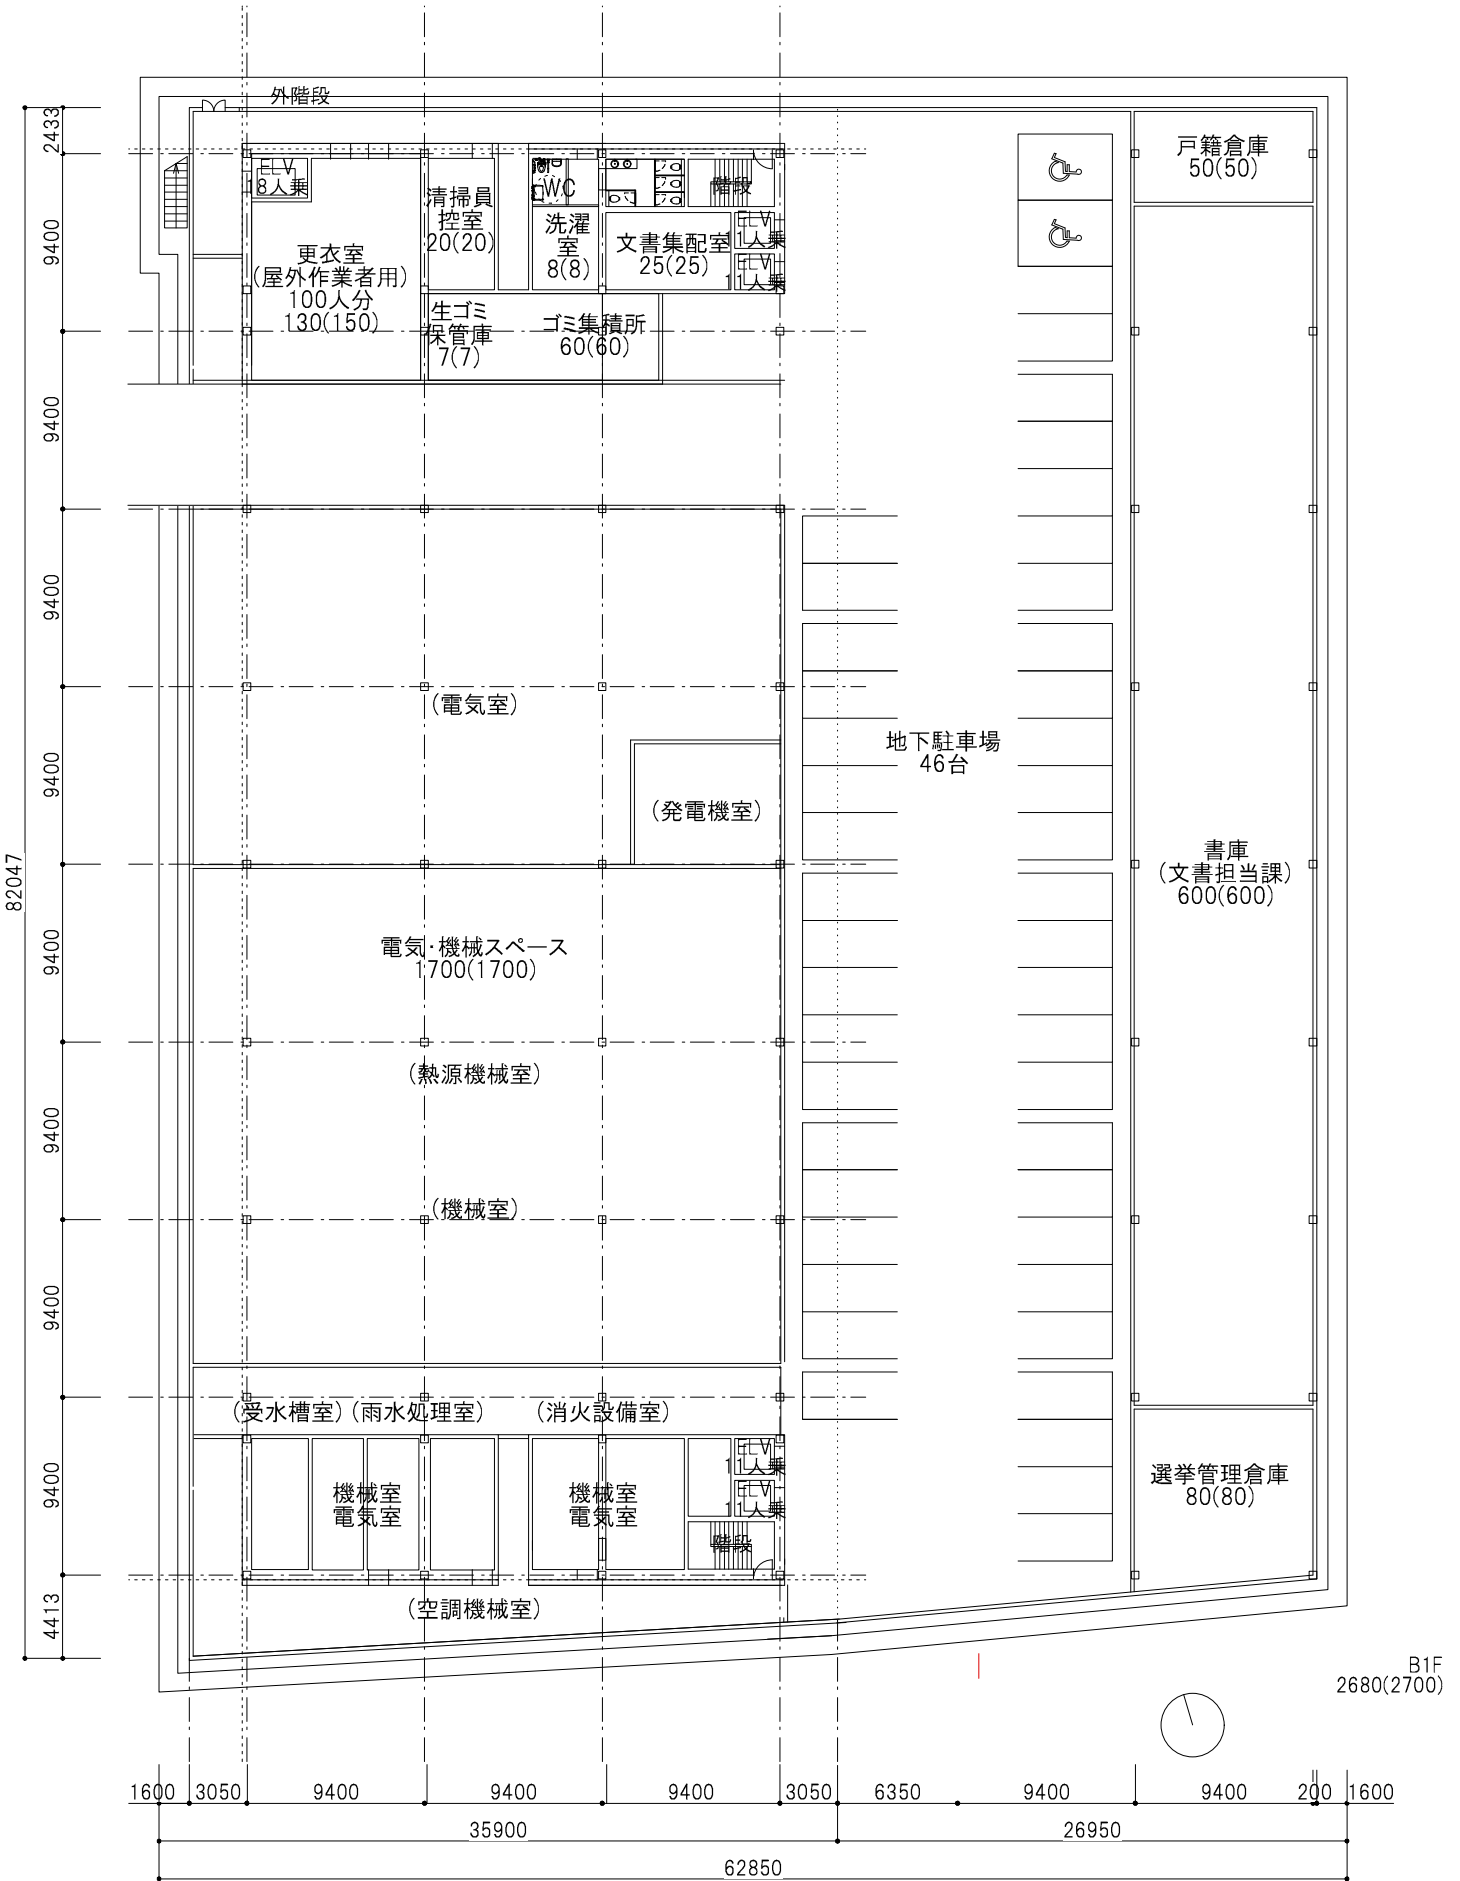 外階段
2433
戸籍倉庫
50(50)
ELV
18人乗
WC
階段
清掃員
控室
20(20)
洗濯
室
8(8)
文書集配室
25(25)
ELV
11人乗
ELV
11人乗
更衣室
(屋外作業者用)
100人分
130(150)
生ゴミ
保管庫
7(7)
ゴミ集積所
60(60)
9400
9400
9400
9400
9400
9400
9400
9400
4413
82047
(電気室)
(発電機室)
地下駐車場
46台
書庫
(文書担当課)
600(600)
電気・機械スペース
1700(1700)
(熱源機械室)
(機械室)
(受水槽室)
(雨水処理室)
(消火設備室)
ELV
11人乗
ELV
11人乗
機械室
電気室
機械室
電気室
階段
選挙管理倉庫
80(80)
(空調機械室)
B1F
2680(2700)
1600
3050
9400
9400
9400
3050
6350
9400
9400
200
1600
35900
26950
62850